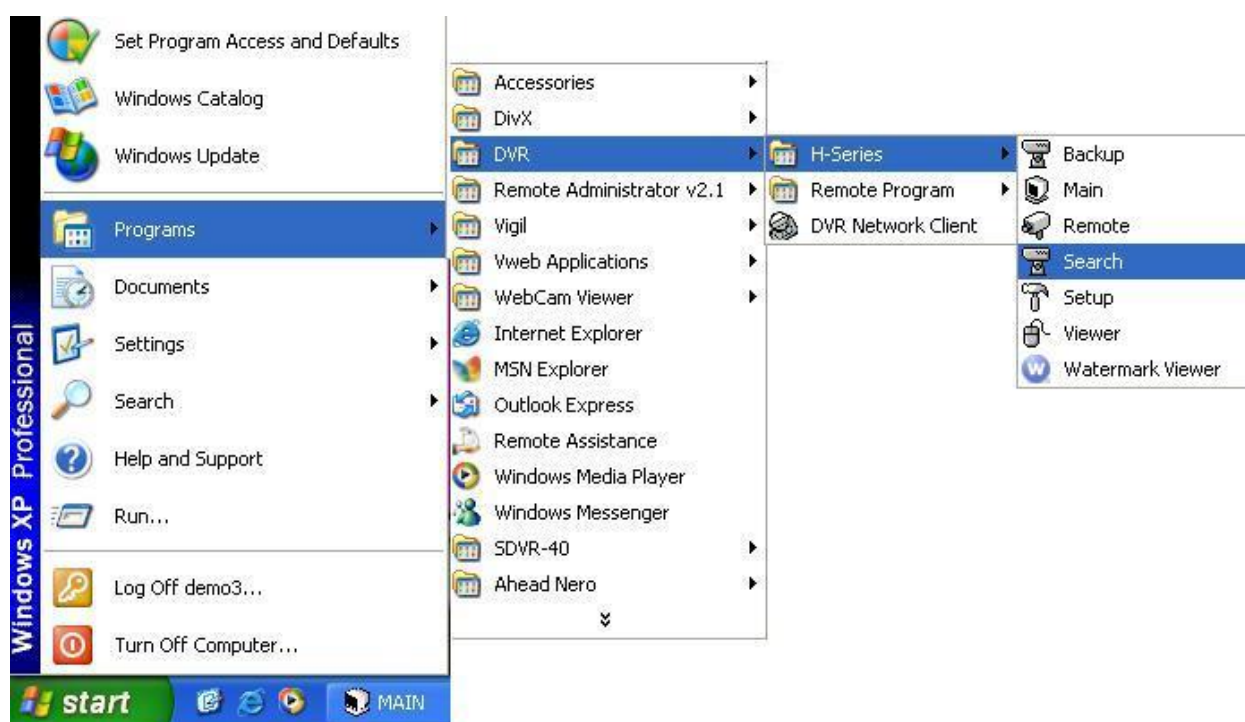 Windows XP Professional
Set Program Access and Defaults
Windows Catalog
Windows Update
Programs
Documents
Settings
Search
Help and Support
Run...
Log Off demo3...
Turn Off Computer...
start
MAIN
Accessories
DivX
DVR
Remote Administrator v2.1
Vigil
Vweb Applications
WebCam Viewer
Internet Explorer
MSN Explorer
Outlook Express
Remote Assistance
Windows Media Player
Windows Messenger
SDVR-40
Ahead Nero
H-Series
Remote Program
DVR Network Client
Backup
Main
Remote
Search
Setup
Viewer
W Watermark Viewer